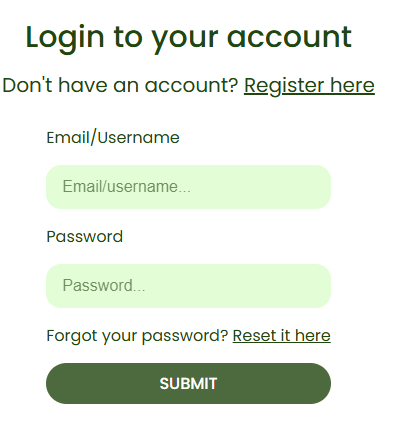 Login to your account
Don't have an account? Register here
Email/Username
Email/username...
Password
Password...
Forgot your password? Reset it here
SUBMIT